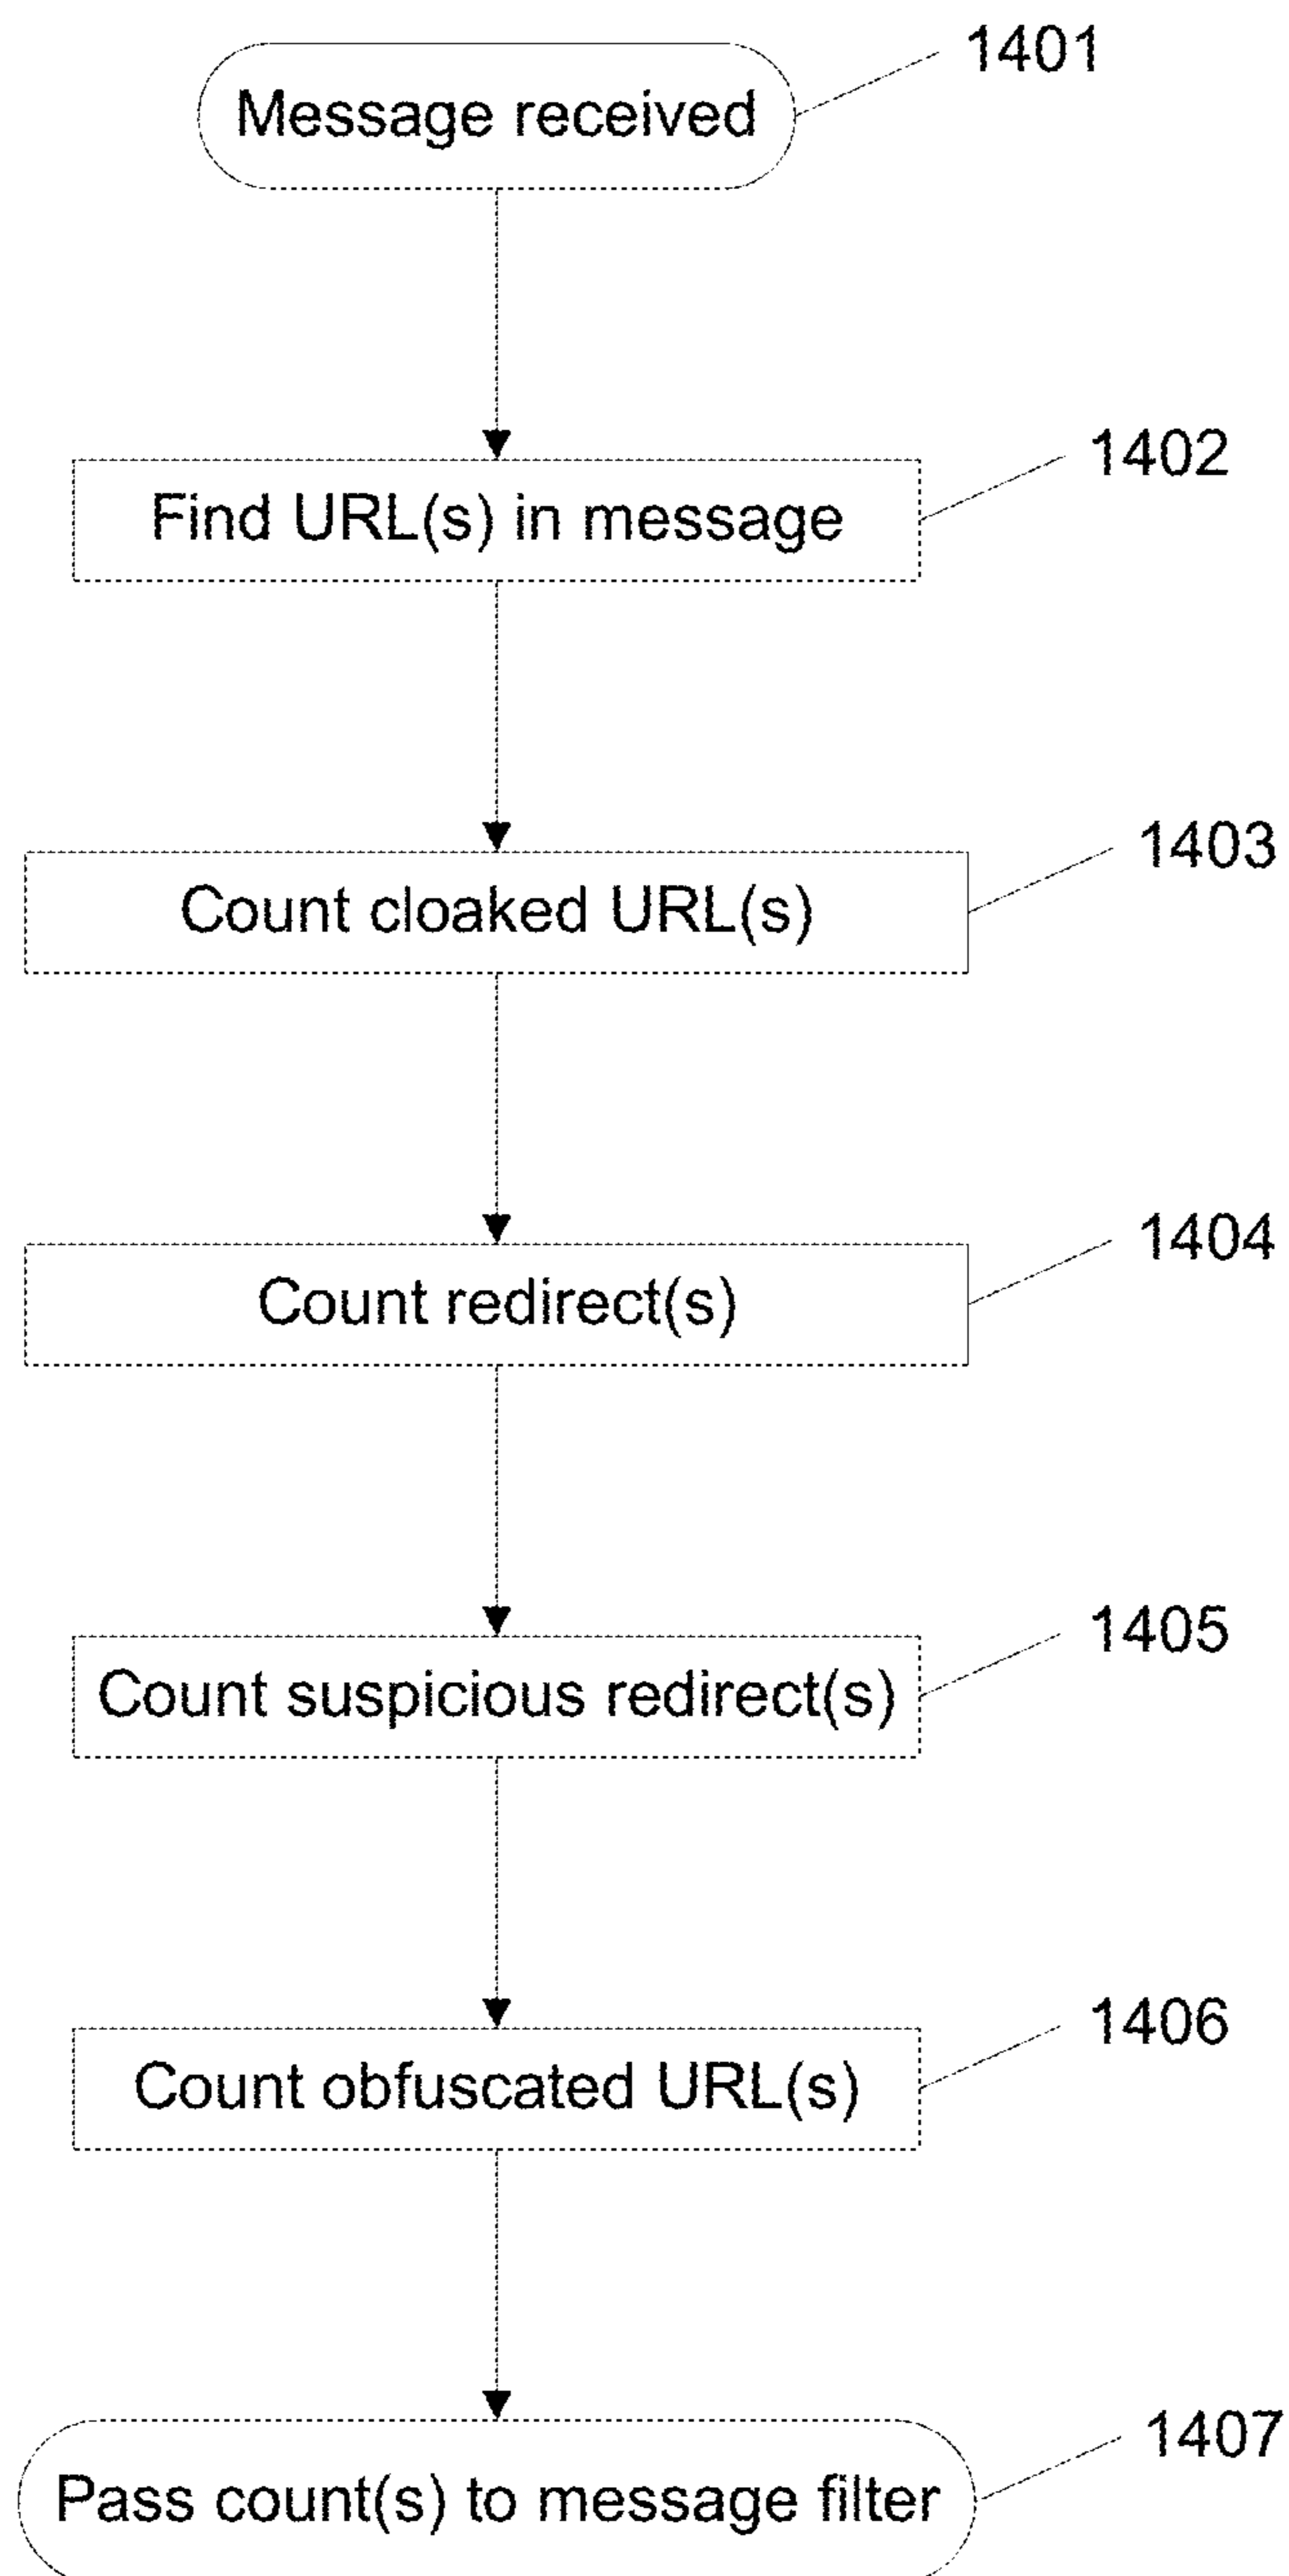 1401
Message received
1402
Find URL(s) in message
1403
Count cloaked URL(s)
1404
Count redirect(s)
1405
Count suspicious redirect(s)
1406
Count obfuscated URL(s)
1407
Pass count(s) to message filter